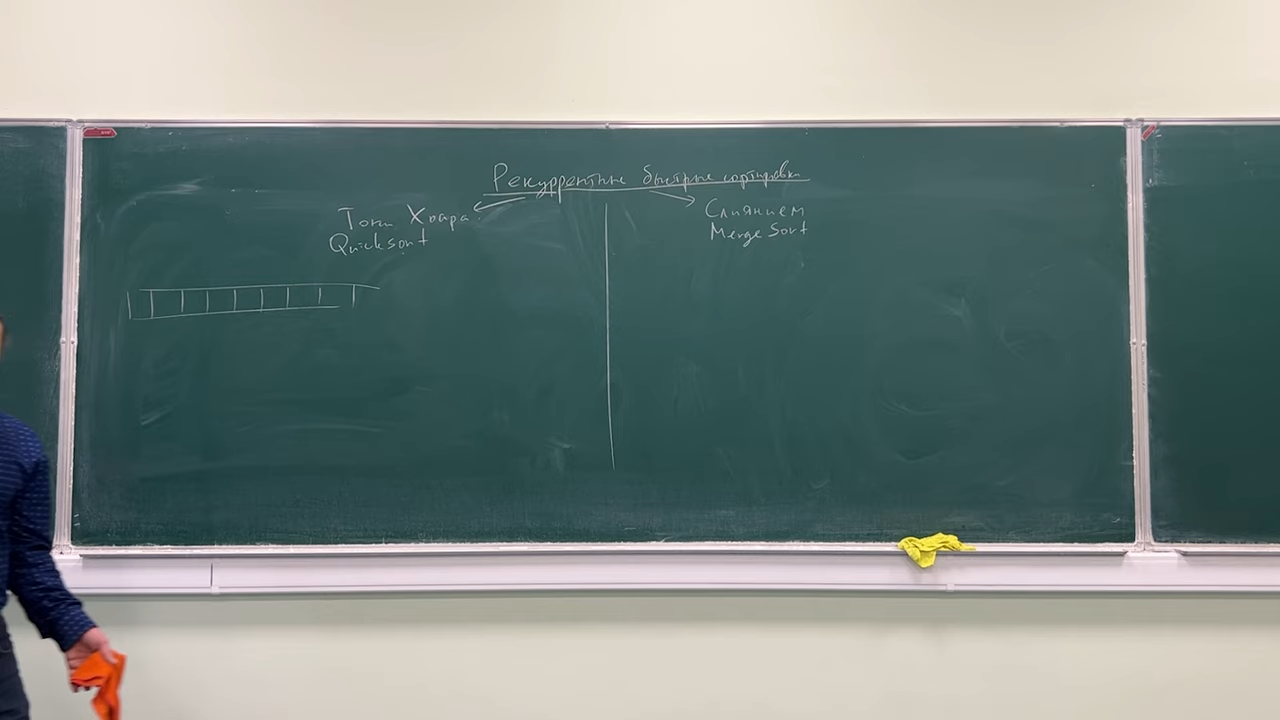 Рекуррентные быстрые сортировки
Тони Хоара
Quicksort
Слиянием
Merge Sort